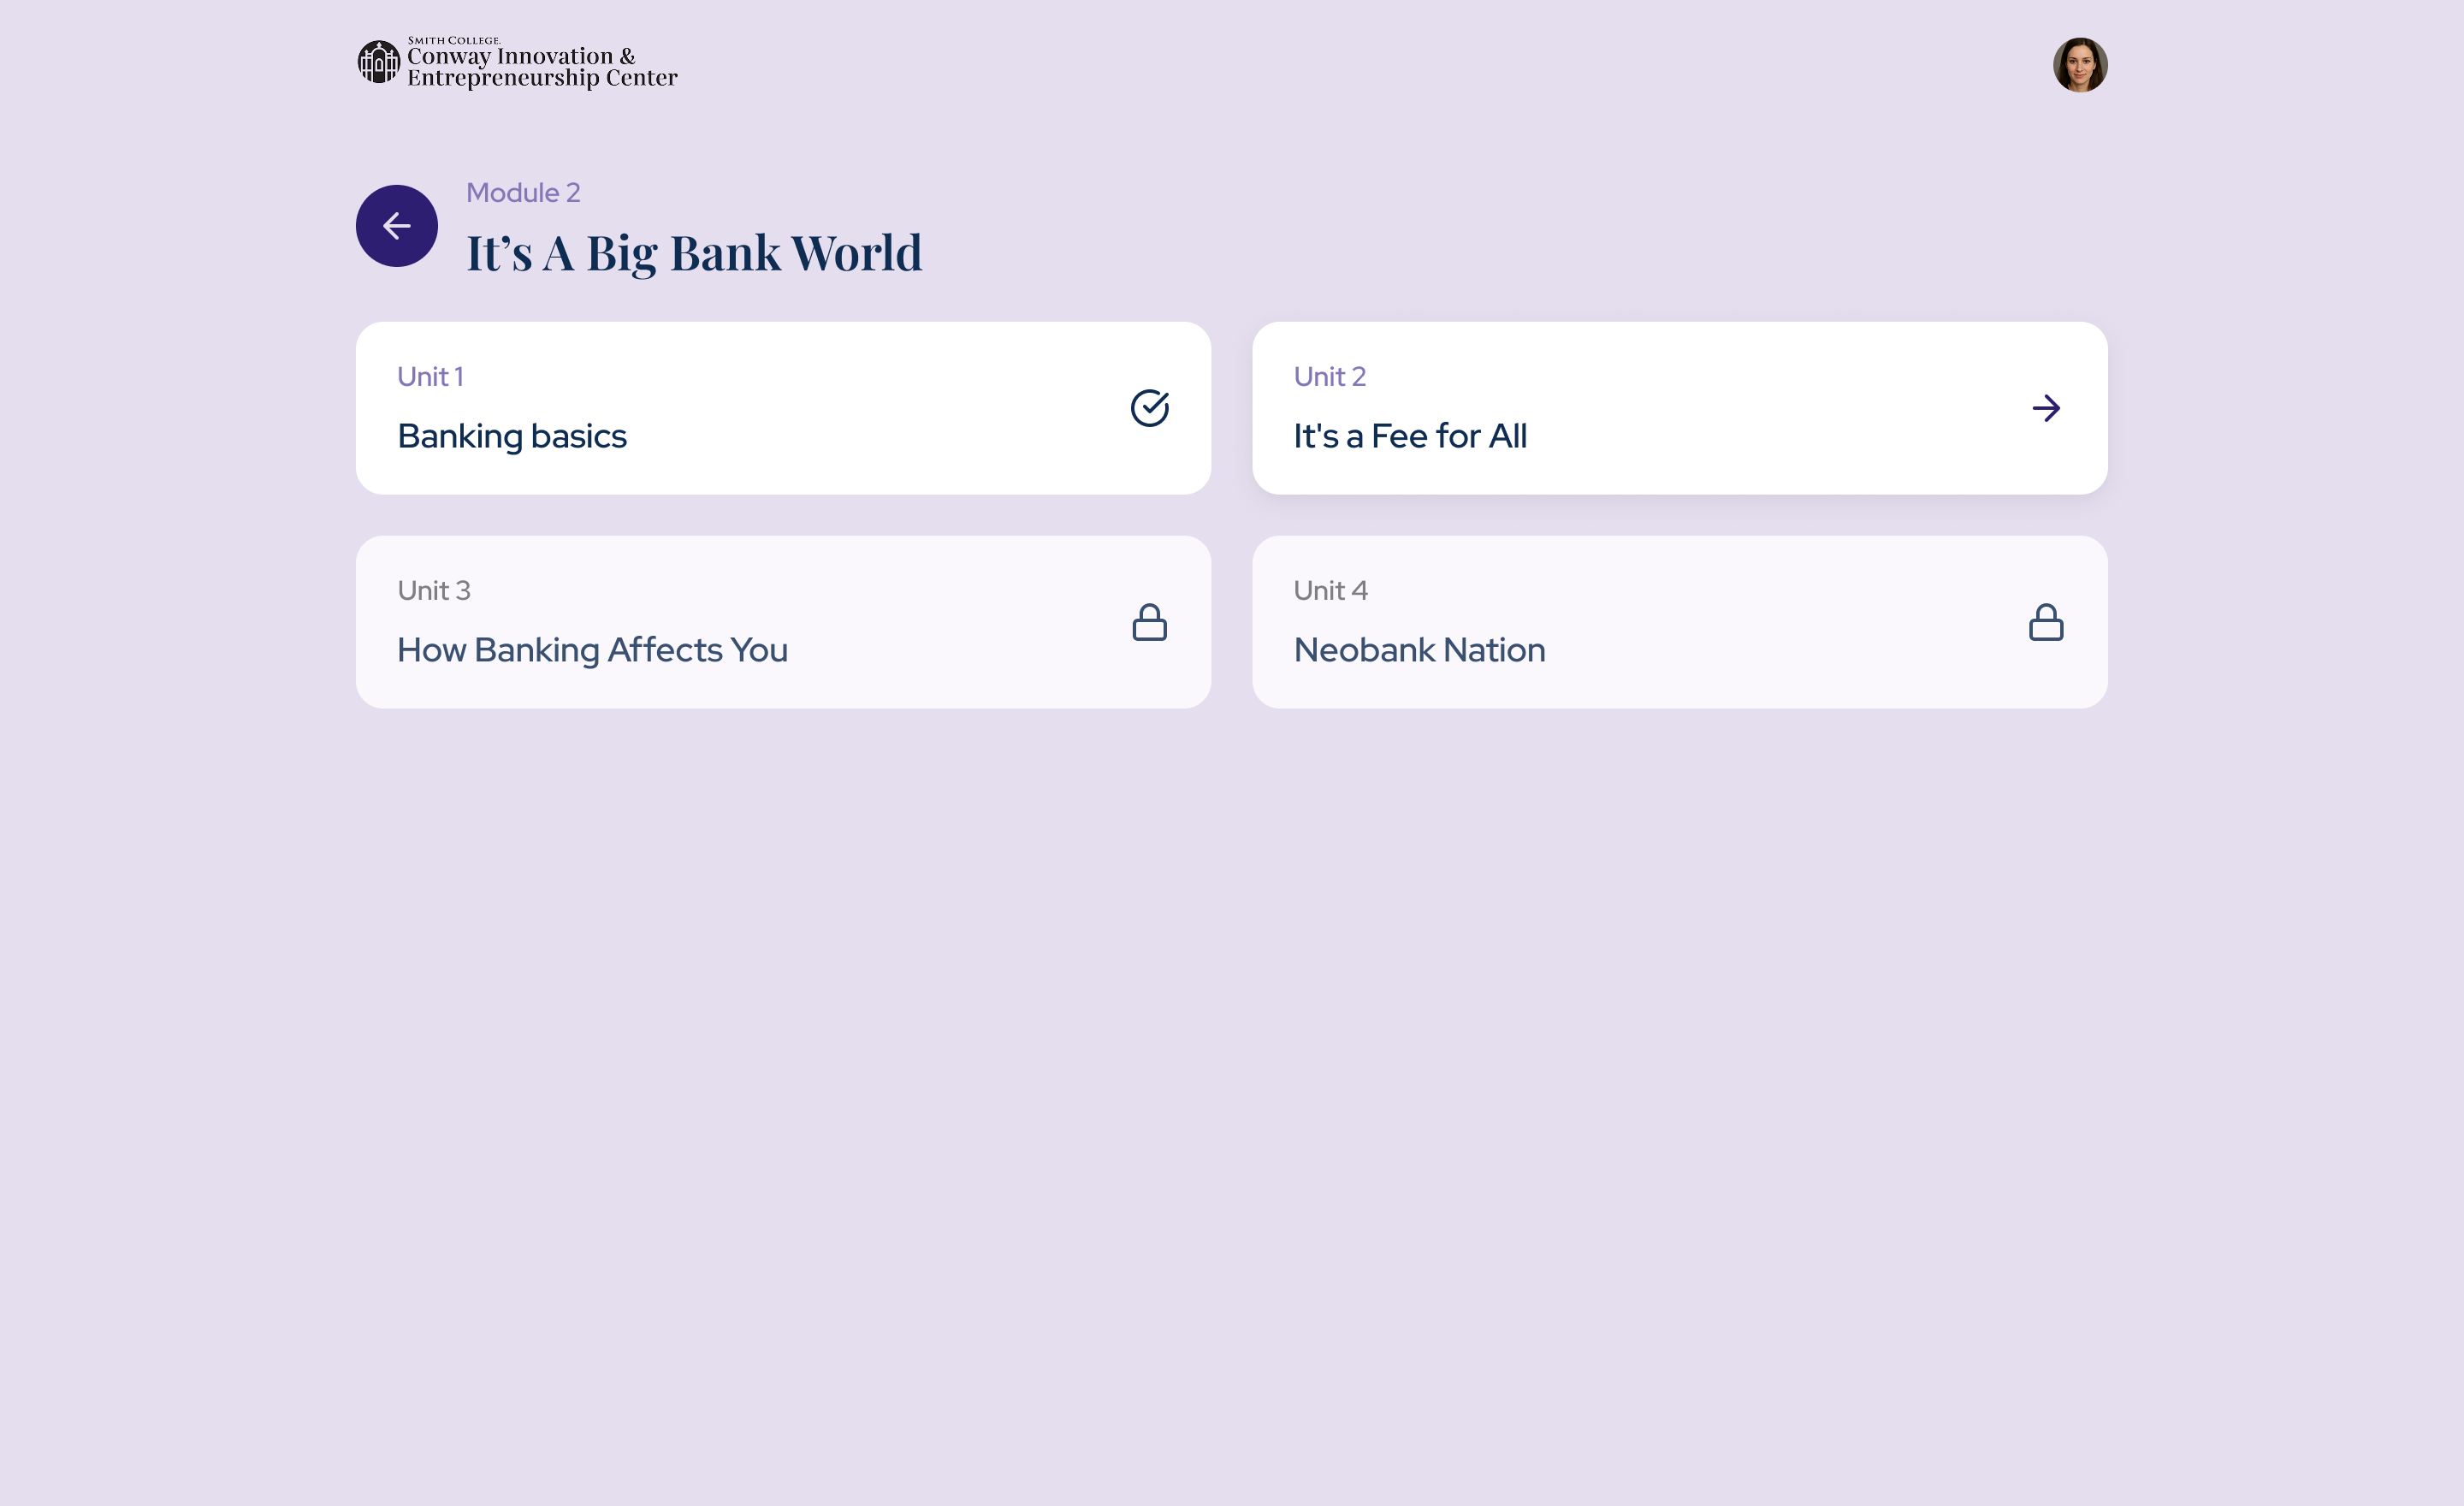 SMITH COLLEGE.
Conway Innovation &
Entrepreneurship Center
Module 2
It’s A Big Bank World
Unit 1
Banking basics
Unit 2
It's a Fee for All
Unit 3
How Banking Affects You
Unit 4
Neobank Nation